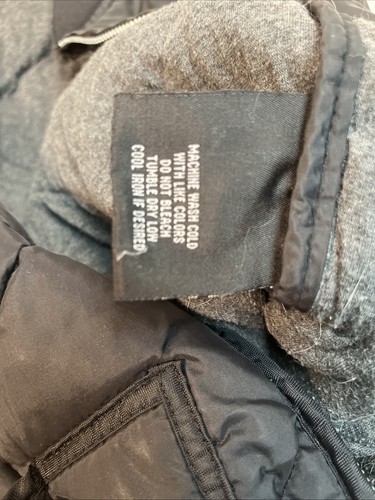 MACHINE WASH COLD
WITH LIKE COLORS
DO NOT BLEACH
TUMBLE DRY LOW
COOL IRON IF DESIRED